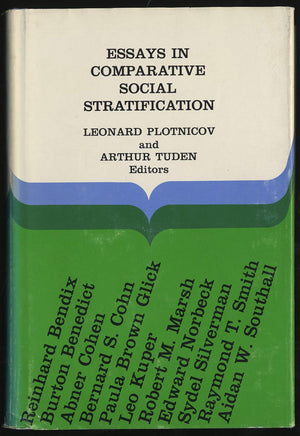 ESSAYS IN
COMPARATIVE
SOCIAL
STRATIFICATION
LEONARD PLOTNICOV
and
ARTHUR TUDEN
Editors
Reinhard Bendix
Burton Benedict
Abner Cohen
Bernard S. Cohn
Paula Brown Glick
Leo Kuper
Robert M. Marsh
Edward Norbeck
Sydel Silverman
Raymond T. Smith
Aidan W. Southall